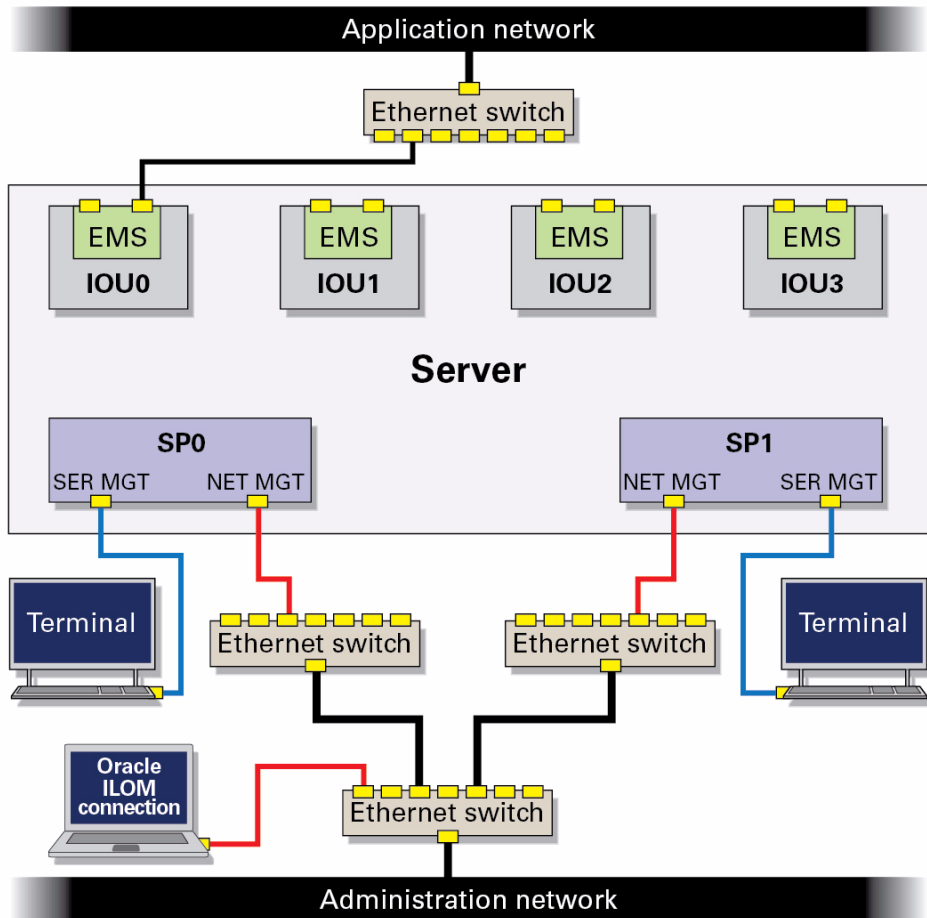 Application network
Ethernet switch
EMS
IOU0
EMS
IOU1
EMS
IOU2
EMS
IOU3
Server
SP0
SER MGT NET MGT
SP1
NET MGT SER MGT
Terminal
Ethernet switch
Ethernet switch
Terminal
Oracle
ILOM
connection
Ethernet switch
Administration network